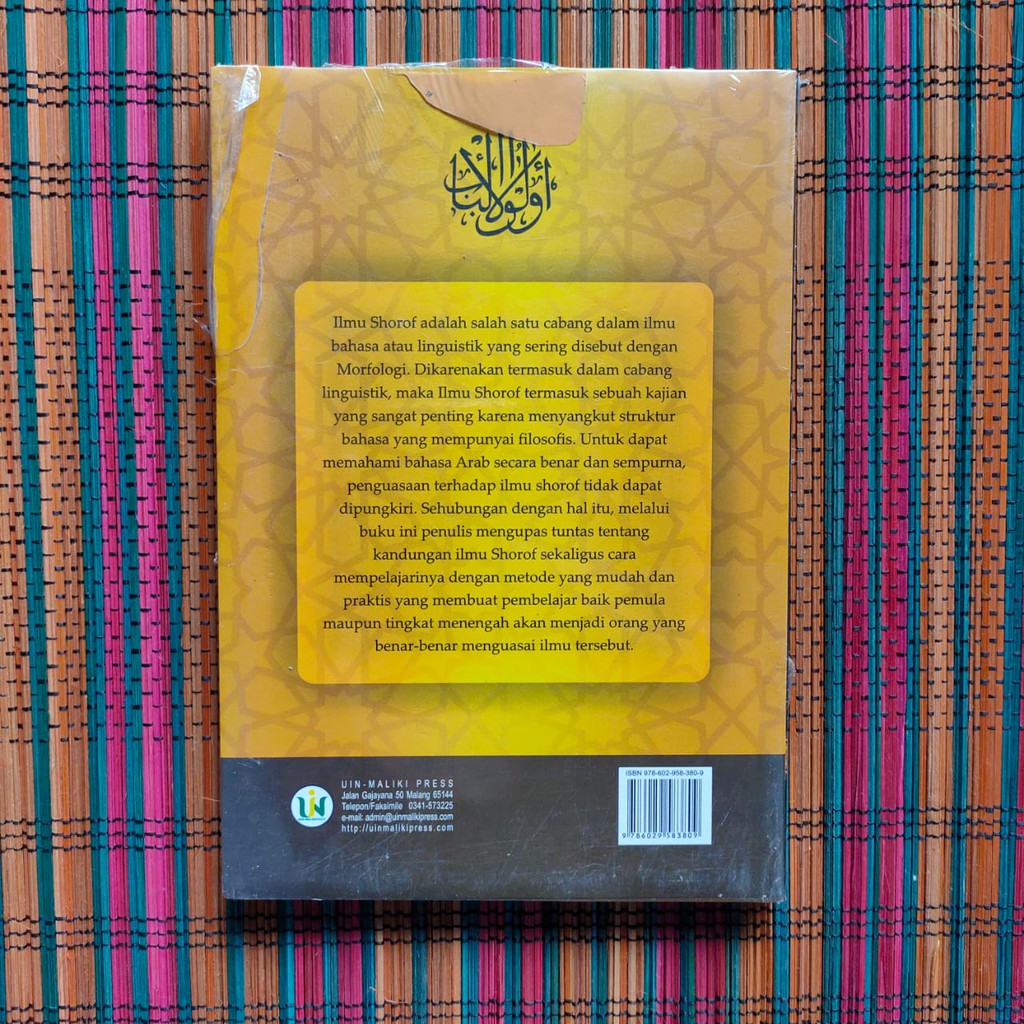 أولو الألباب
Ilmu Shorof adalah salah satu cabang dalam ilmu
bahasa atau linguistik yang sering disebut dengan
Morfologi. Dikarenakan termasuk dalam cabang
linguistik, maka Ilmu Shorof termasuk sebuah kajian
yang sangat penting karena menyangkut struktur
bahasa yang mempunyai filosofis. Untuk dapat
memahami bahasa Arab secara benar dan sempurna,
penguasaan terhadap ilmu shorof tidak dapat
dipungkiri. Sehubungan dengan hal itu, melalui
buku ini penulis mengupas tuntas tentang
kandungan ilmu Shorof sekaligus cara
mempelajarinya dengan metode yang mudah dan
praktis yang membuat pembelajar baik pemula
maupun tingkat menengah akan menjadi orang yang
benar-benar menguasai ilmu tersebut.
UIN
UIN-MALIKI PRESS
Jalan Gajayana 50 Malang 65144
Telepon/Faksimile 0341-573225
e-mail: admin@uinmalikipress.com
http://uinmalikipress.com
ISBN 978-602-958-380-9
9 786029 583809